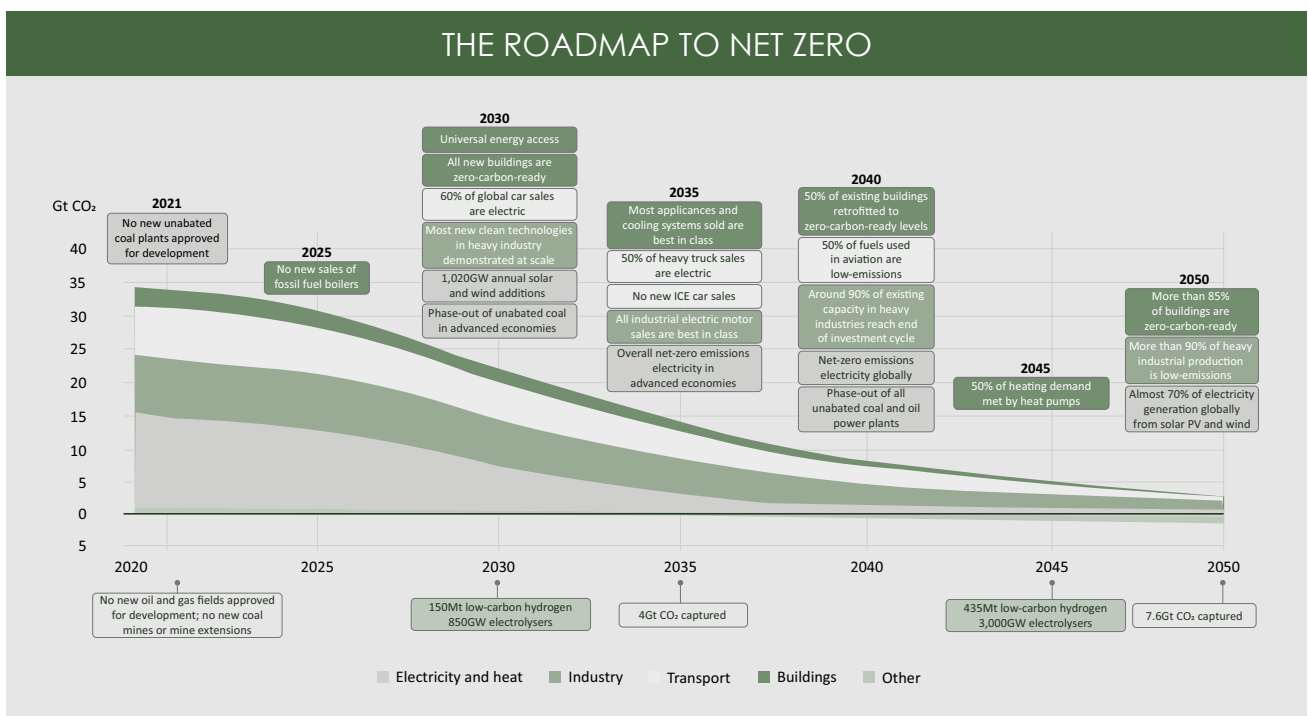 THE ROADMAP TO NET ZERO
Gt CO₂
2021
No new unabated
coal plants approved
for development
2025
No new sales of
fossil fuel boilers
2030
Universal energy access
All new buildings are
zero-carbon-ready
60% of global car sales
are electric
Most new clean technologies
in heavy industry
demonstrated at scale
1,020GW annual solar
and wind additions
Phase-out of unabated coal
in advanced economies
2035
Most applicances and
cooling systems sold are
best in class
50% of heavy truck sales
are electric
No new ICE car sales
All industrial electric motor
sales are best in class
Overall net-zero emissions
electricity in
advanced economies
2040
50% of existing buildings
retrofitted to
zero-carbon-ready levels
50% of fuels used
in aviation are
low-emissions
Around 90% of existing
capacity in heavy
industries reach end
of investment cycle
Net-zero emissions
electricity globally
Phase-out of all
unabated coal and oil
power plants
2045
50% of heating demand
met by heat pumps
2050
More than 85%
of buildings are
zero-carbon-ready
More than 90% of heavy
industrial production
is low-emissions
Almost 70% of electricity
generation globally
from solar PV and wind
40
35
30
25
20
15
10
5
0
5
2020
2025
2030
2035
2040
2045
2050
No new oil and gas fields approved
for development; no new coal
mines or mine extensions
150Mt low-carbon hydrogen
850GW electrolysers
4Gt CO₂ captured
435Mt low-carbon hydrogen
3,000GW electrolysers
7.6Gt CO₂ captured
Electricity and heat
Industry
Transport
Buildings
Other